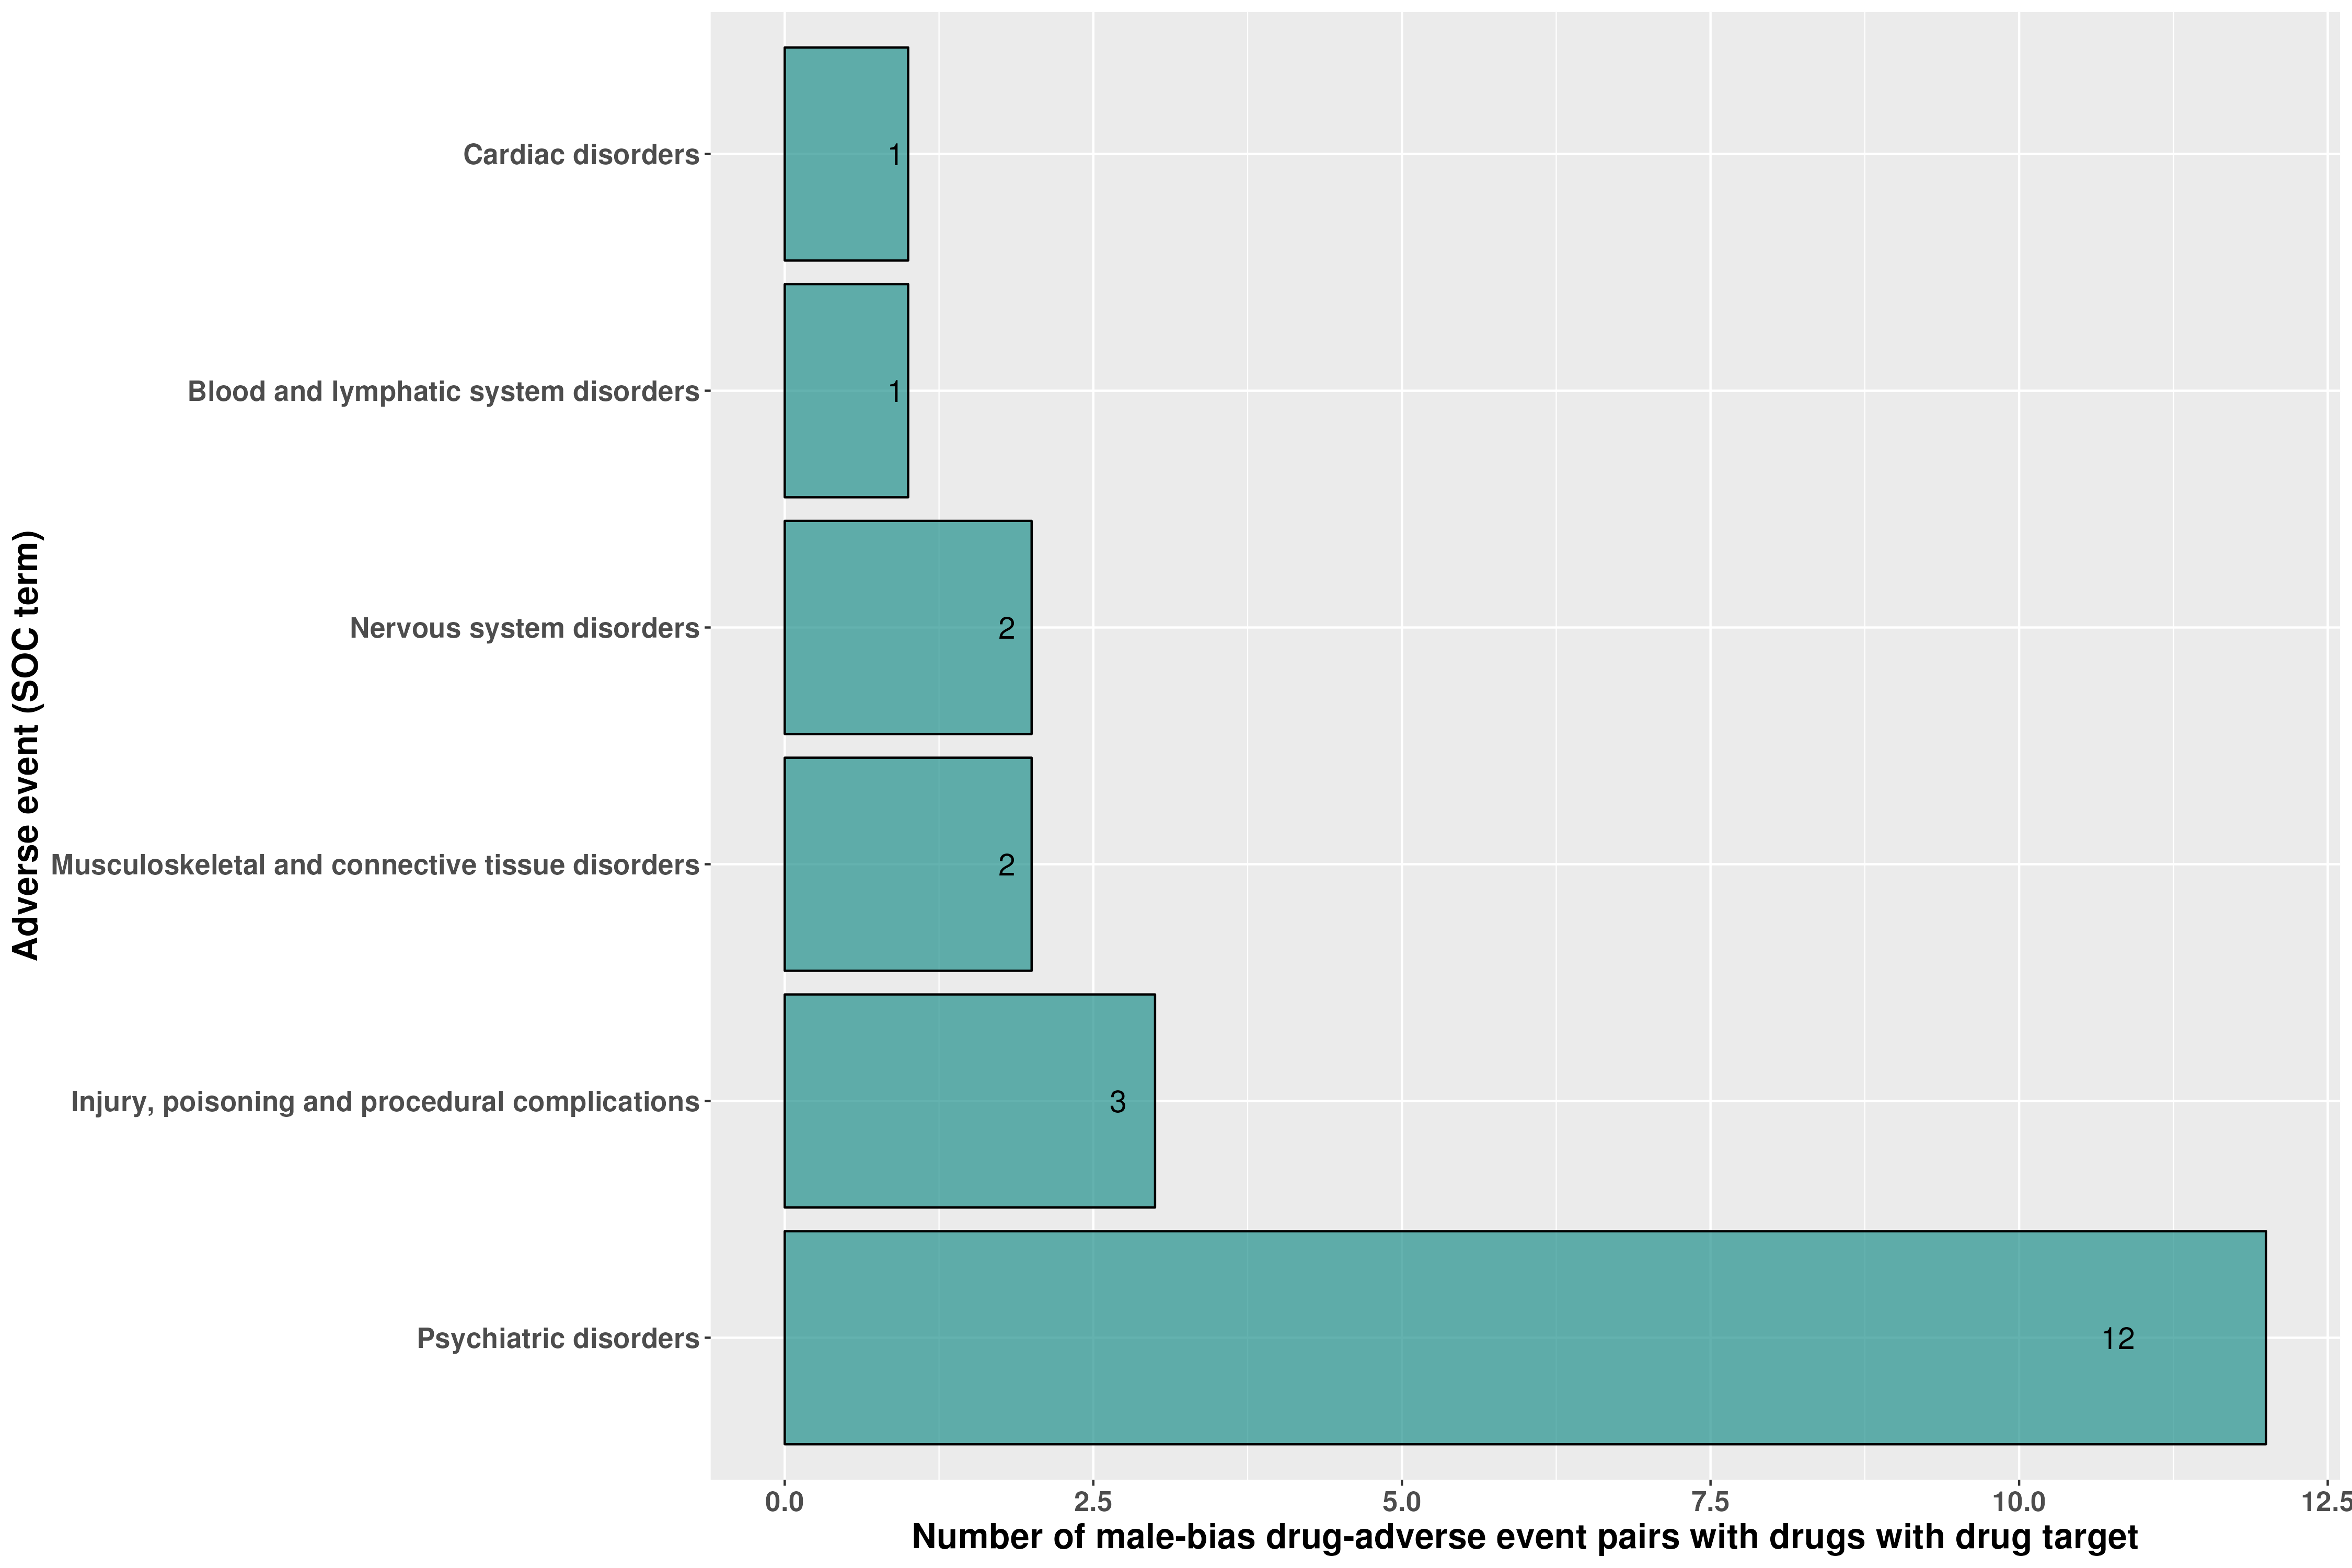 Adverse event (SOC term)
Cardiac disorders
1
Blood and lymphatic system disorders
1
Nervous system disorders
2
Musculoskeletal and connective tissue disorders
2
Injury, poisoning and procedural complications
3
Psychiatric disorders
12
0.0 2.5 5.0 7.5 10.0 12.5
Number of male-bias drug-adverse event pairs with drugs with drug target